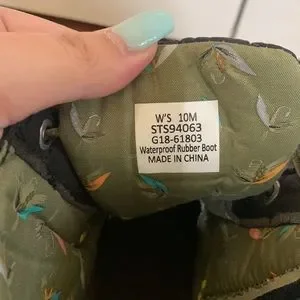 W'S 10M
STS94063
G18-61803
Waterproof Rubber Boot
MADE IN CHINA